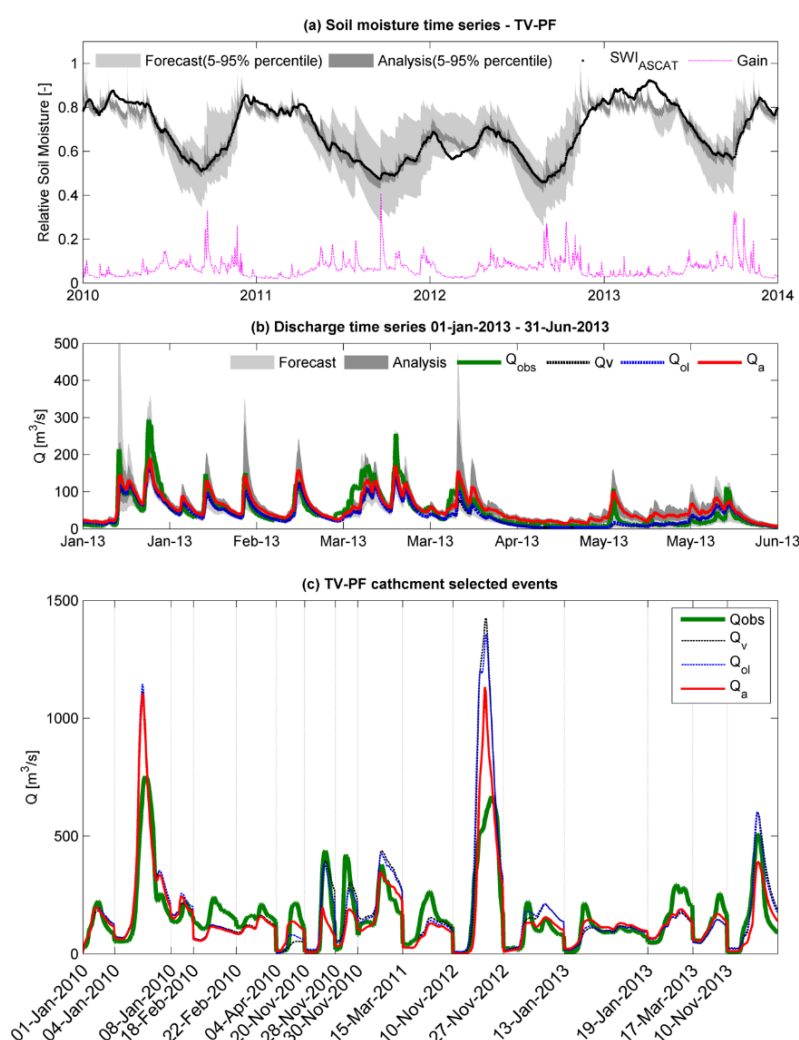 (a) Soil moisture time series - TV-PF
Forecast(5-95% percentile) Analysis(5-95% percentile) SWI_ASCAT Gain
Relative Soil Moisture [-]
1
0.8
0.6
0.4
0.2
0
2010 2011 2012 2013 2014
(b) Discharge time series 01-jan-2013 - 31-Jun-2013
Forecast Analysis Q_obs Qv Q_ol Q_a
Q [m³/s]
500
400
300
200
100
0
Jan-13 Jan-13 Feb-13 Mar-13 Mar-13 Apr-13 May-13 May-13 Jun-13
(c) TV-PF cathcment selected events
Qobs
Q_v
Q_ol
Q_a
Q [m³/s]
1500
1000
500
0
01-Jan-2010 04-Jan-2010 08-Jan-2010 18-Feb-2010 22-Feb-2010 04-Apr-2010 20-Nov-2010 28-Nov-2010 30-Nov-2010 15-Mar-2011 10-Nov-2012 27-Nov-2012 13-Jan-2013 19-Jan-2013 17-Mar-2013 10-Nov-2013